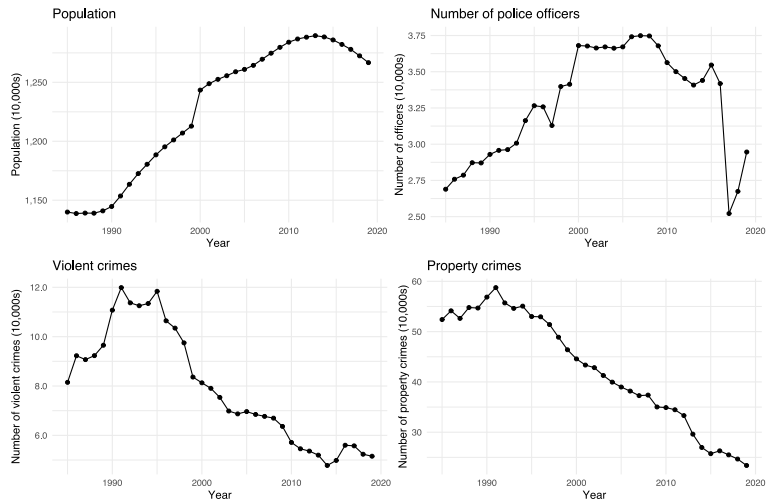 Population
Population (10,000s)
1,250
1,200
1,150
1990
2000
2010
2020
Year
Number of police officers
Number of officers (10,000s)
3.75
3.50
3.25
3.00
2.75
2.50
1990
2000
2010
2020
Year
Violent crimes
Number of violent crimes (10,000s)
12.0
10.0
8.0
6.0
1990
2000
2010
2020
Year
Property crimes
Number of property crimes (10,000s)
60
50
40
30
1990
2000
2010
2020
Year